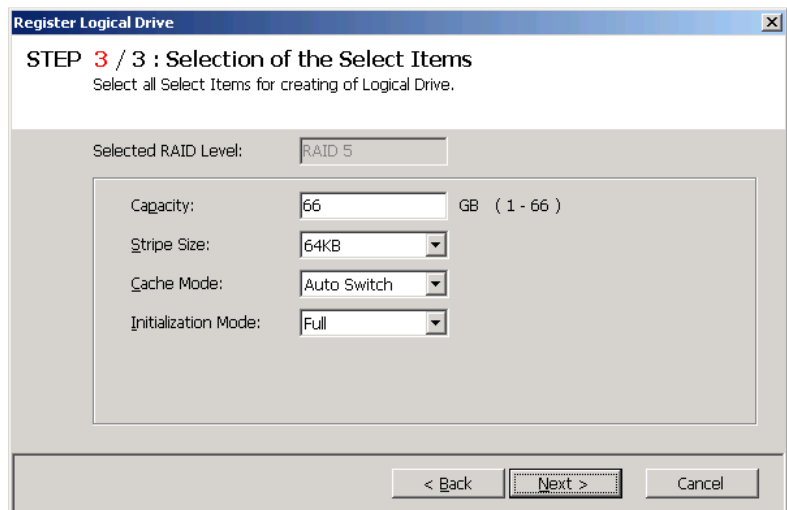 Register Logical Drive
STEP 3 / 3 : Selection of the Select Items
Select all Select Items for creating of Logical Drive.
Selected RAID Level: RAID 5
Capacity: 66 GB ( 1 - 66 )
Stripe Size: 64KB
Cache Mode: Auto Switch
Initialization Mode: Full
< Back Next > Cancel